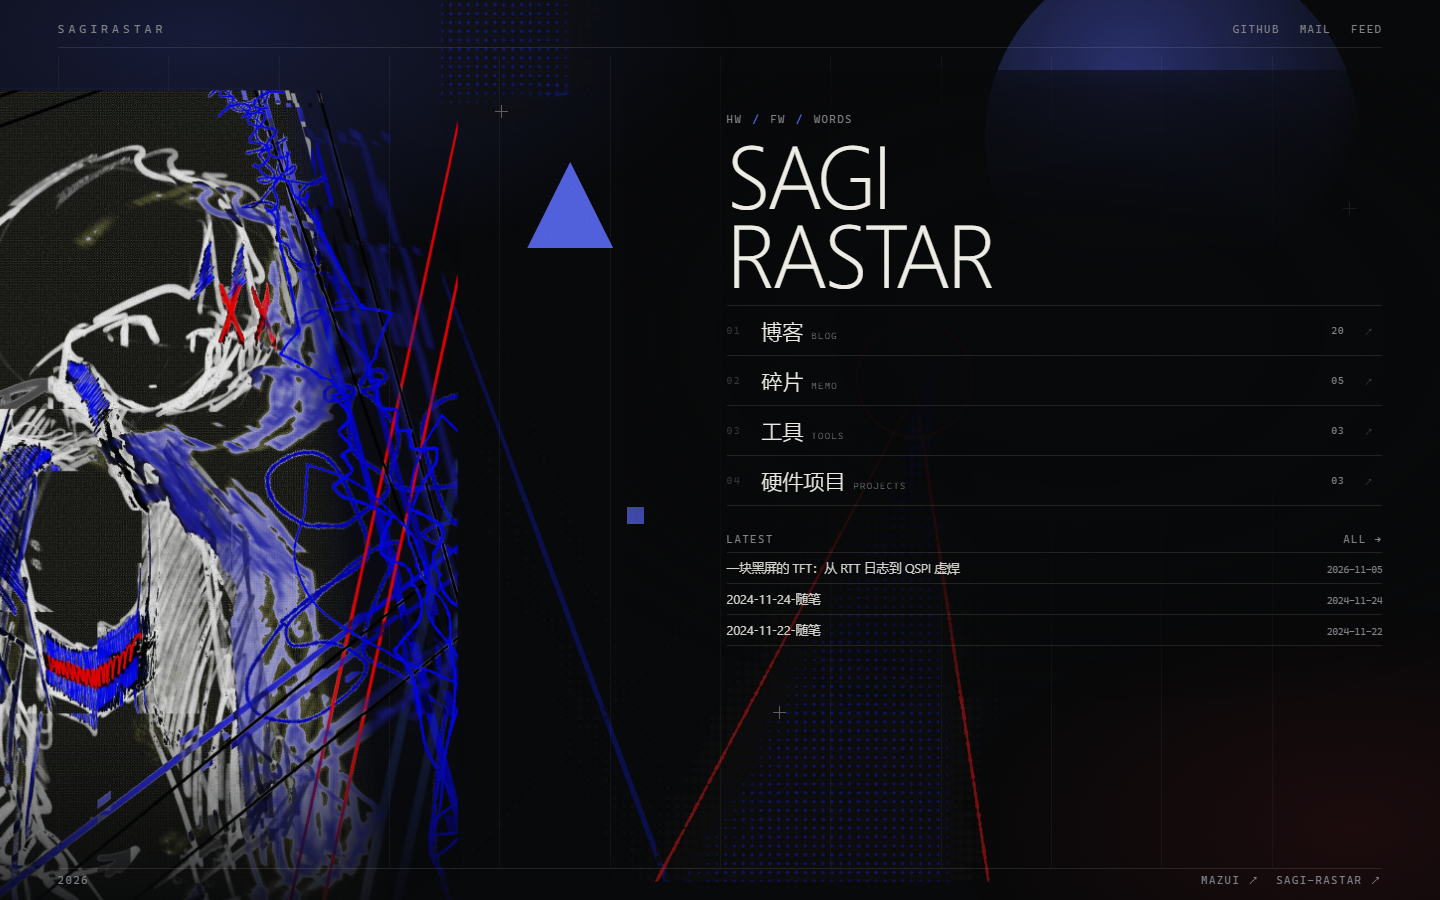 SAGIRASTAR
GITHUB MAIL FEED
HW / FW / WORDS
SAGI
RASTAR
01 博客 BLOG 20 ↗
02 碎片 MEMO 05 ↗
03 工具 TOOLS 03 ↗
04 硬件项目 PROJECTS 03 ↗
LATEST ALL →
一块黑屏的 TFT：从 RTT 日志到 QSPI 虚焊 2026-11-05
2024-11-24-随笔 2024-11-24
2024-11-22-随笔 2024-11-22
2026 MAZUI ↗ SAGI-RASTAR ↗